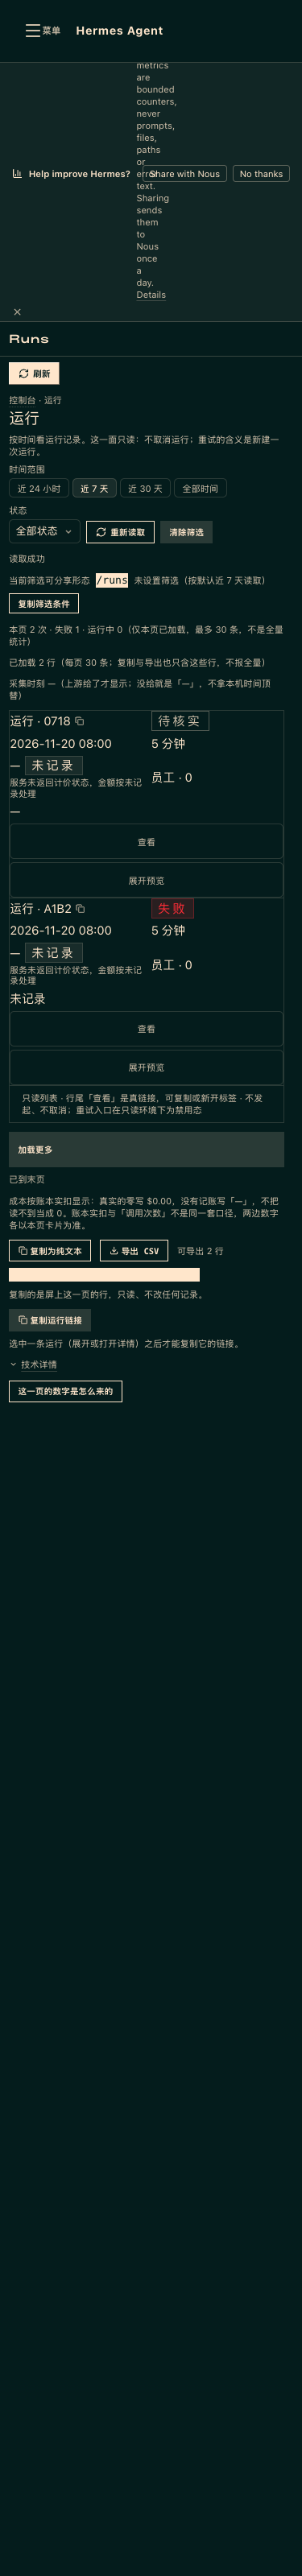 菜单 Hermes Agent
metrics
are
bounded
counters,
never
prompts,
files,
paths
or
Help improve Hermes? Share with Nous No thanks
text.
Sharing
sends
them
to
Nous
once
a
day.
Details
Runs
刷新
控制台 · 运行
运行
按时间看运行记录。这一面只读：不取消运行；重试的含义是新建一
次运行。
时间范围
近 24 小时 近 7 天 近 30 天 全部时间
状态
全部状态 重新读取 清除筛选
读取成功
当前筛选可分享形态 /runs 未设置筛选（按默认近 7 天读取）
复制筛选条件
本页 2 次 · 失败 1 · 运行中 0（仅本页已加载，最多 30 条，不是全量
统计）
已加载 2 行（每页 30 条；复制与导出也只含这些行，不报全量）
采集时刻 —（上游给了才显示；没给就是「—」，不拿本机时间顶
替）
运行 · 0718 待核实
2026-11-20 08:00 5 分钟
— 未记录
员工 · 0
服务未返回计价状态，金额按未记
录处理
—
查看
展开预览
运行 · A1B2 失败
2026-11-20 08:00 5 分钟
— 未记录
员工 · 0
服务未返回计价状态，金额按未记
录处理
未记录
查看
展开预览
只读列表 · 行尾「查看」是真链接，可复制或新开标签 · 不发
起、不取消；重试入口在只读环境下为禁用态
加载更多
已到末页
成本按账本实扣显示：真实的零写 $0.00，没有记账写「—」，不把
读不到当成 0。账本实扣与「调用次数」不是同一套口径，两边数字
各以本页卡片为准。
复制为纯文本 导出 CSV 可导出 2 行
复制的是屏上这一页的行，只读、不改任何记录。
复制运行链接
选中一条运行（展开或打开详情）之后才能复制它的链接。
技术详情
这一页的数字是怎么来的